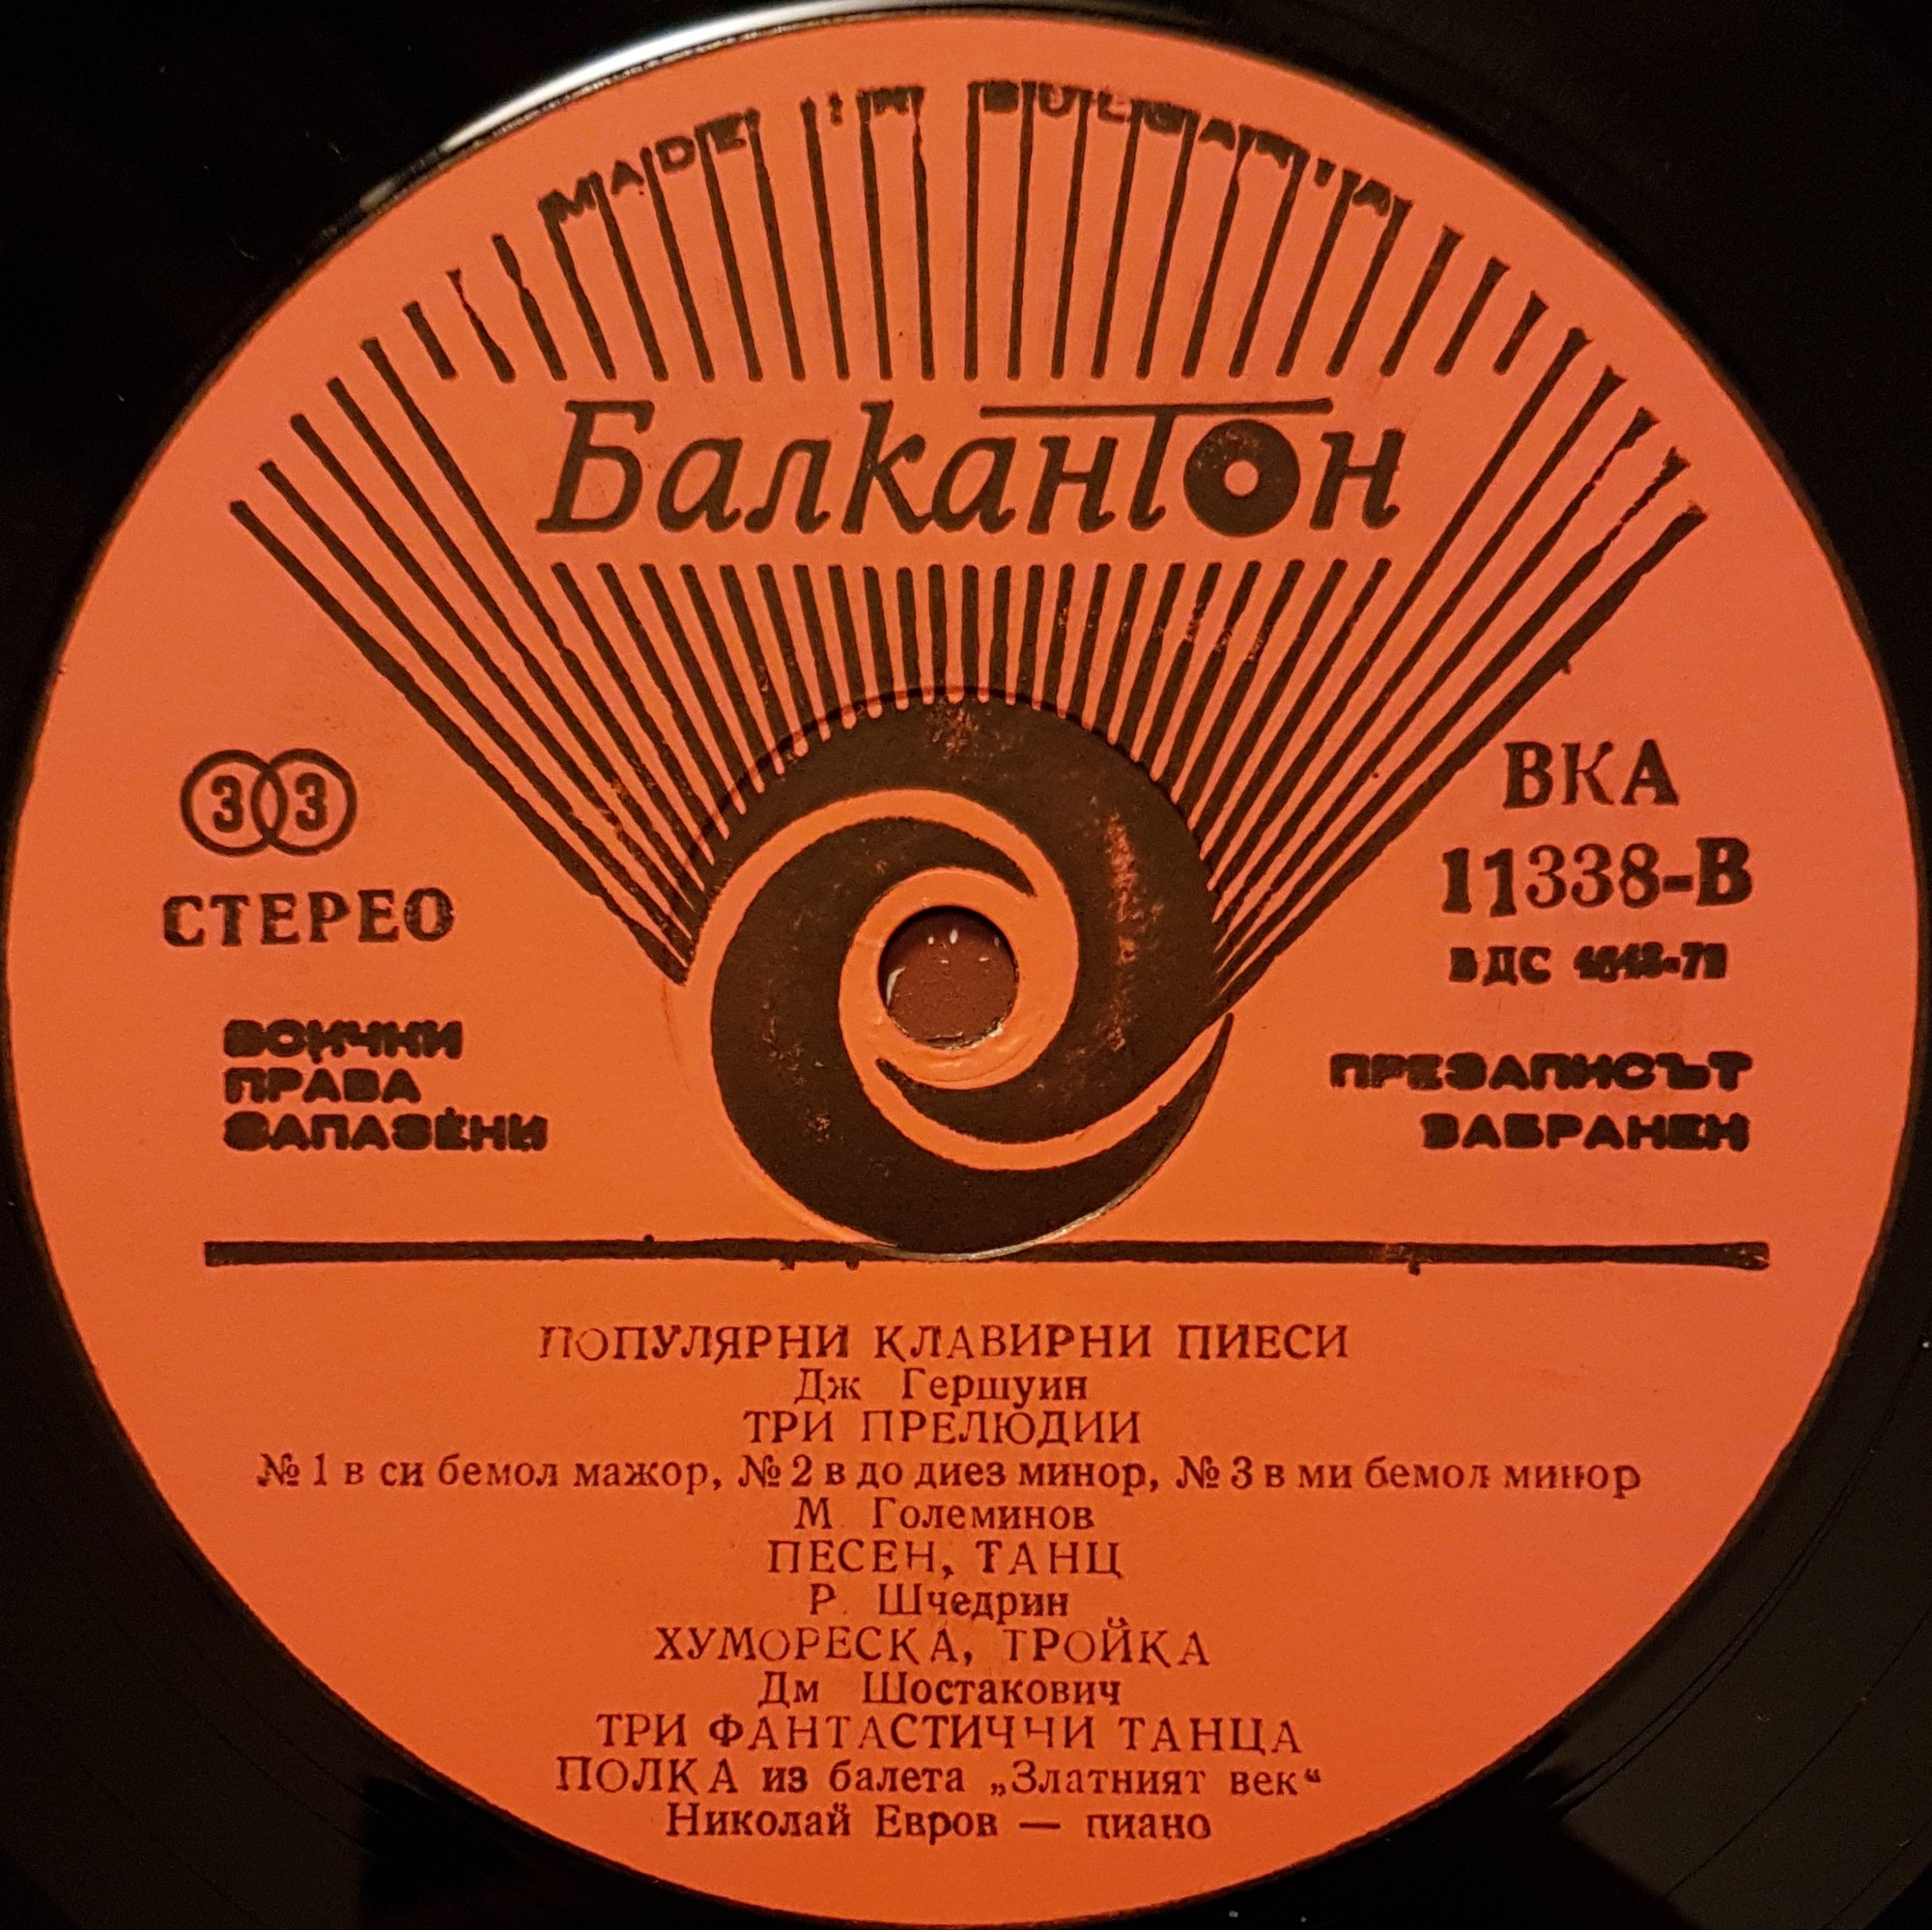 MADE IN BULGARIA
Балкантон
33
СТЕРЕО
ВСИЧКИ
ПРАВА
ЗАПАЗЕНИ
ВКА
11338-В
ВДС
ПРЕЗАПИСЪТ
ЗАБРАНЕН
ПОПУЛЯРНИ КЛАВИРНИ ПИЕСИ
Дж Гершуин
ТРИ ПРЕЛЮДИИ
№ 1 в си бемол мажор, № 2 в до диез минор, № 3 в ми бемол минор
М. Големинов
ПЕСЕН, ТАНЦ
Р. Шчедрин
ХУМОРЕСКА, ТРОЙКА
Дм Шостакович
ТРИ ФАНТАСТИЧЧИ ТАНЦА
ПОЛКА из балета „Златният век“
Николай Евров — пиано